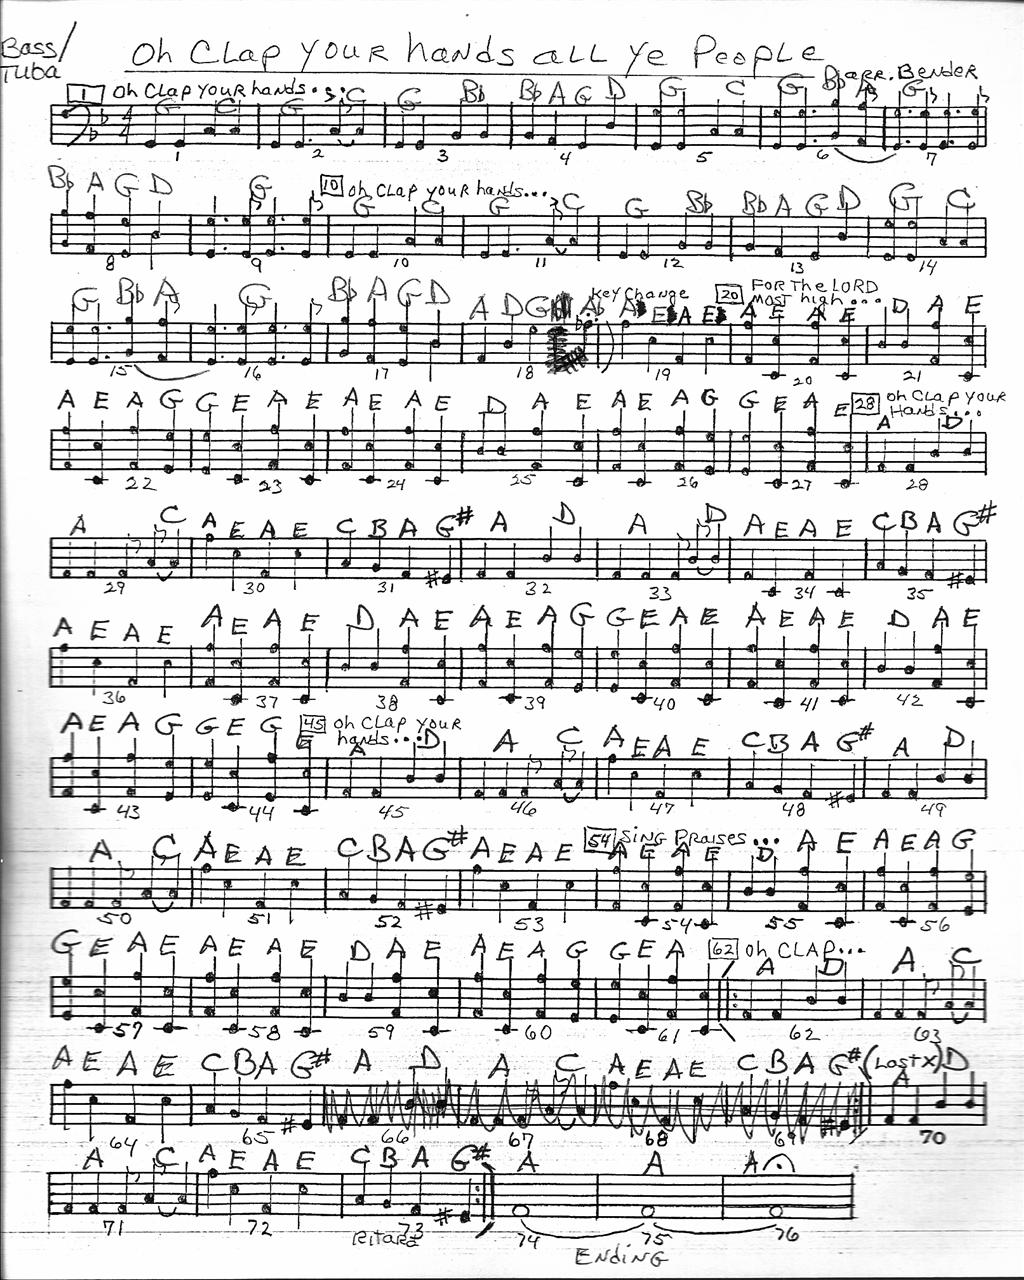 Bass/ Tuba
Oh Clap Your hands all Ye People
arr. Bender
1 Oh Clap Your hands...
G C G C G B♭ B♭ A G D G C G B♭ A G
1 2 3 4 5 6 7
B♭ A G D G 10 Oh Clap Your hands...
G C G C G B♭ B♭ A G D G C
8 9 10 11 12 13 14
Key Change 20 For the Lord most high...
G B♭ A G B♭ A G D A D G A♭ A E A E A E A E D A E
15 16 17 18 19 20 21
28 Oh Clap Your Hands...
A E A G G E A E A E A E D A E A E A G G E A E A D
22 23 24 25 26 27 28
A C A E A E C B A G# A D A D A E A E C B A G#
29 30 31 32 33 34 35
A E A E A E A E D A E A E A G G E A E A E A E D A E
36 37 38 39 40 41 42
45 Oh Clap Your hands...
A E A G G E G E A D A C A E A E C B A G# A D
43 44 45 46 47 48 49
54 Sing Praises...
A C A E A E C B A G# A E A E A E A E D A E A E A G
50 51 52 53 54 55 56
62 Oh Clap...
G E A E A E A E D A E A E A G G E A A D A C
57 58 59 60 61 62 63
A E A E C B A G# A D A C A E A E C B A G# (Last X) A D
64 65 66 67 68 69 70
A C A E A E C B A G# A A A
71 72 73 74 75 76
Ritard
Ending